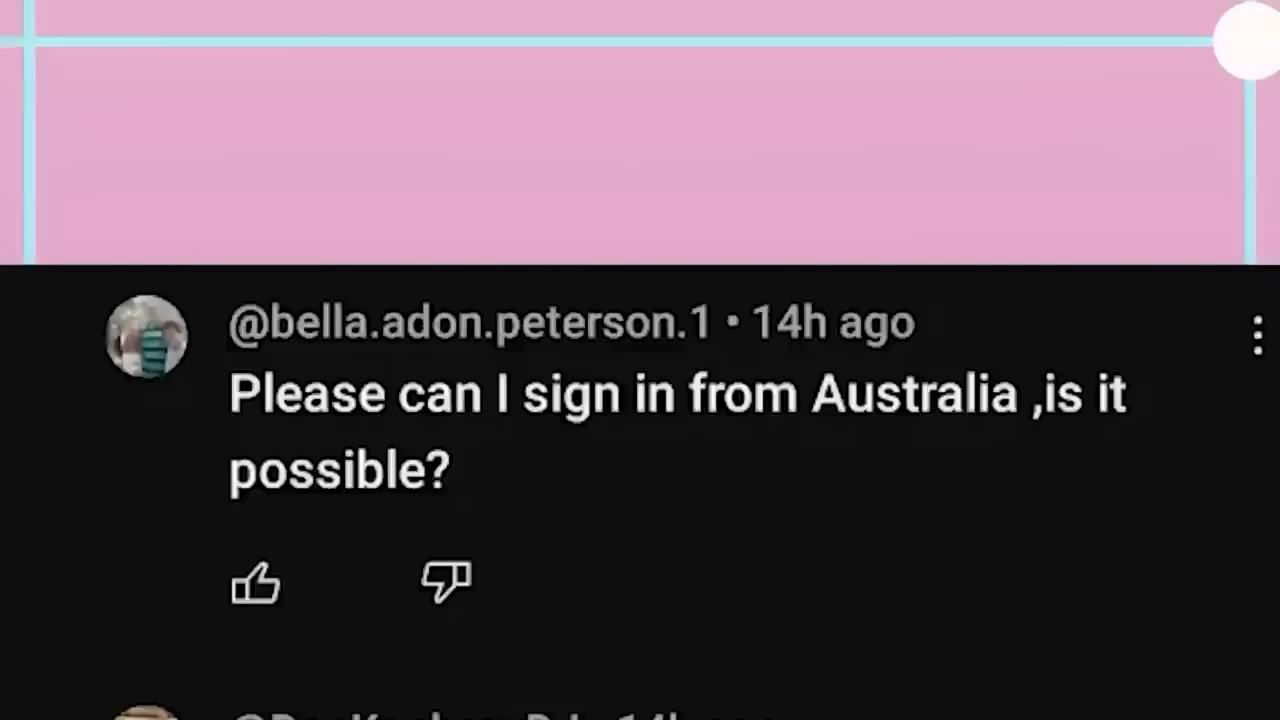 @bella.adon.peterson.1 • 14h ago
Please can I sign in from Australia ,is it
possible?